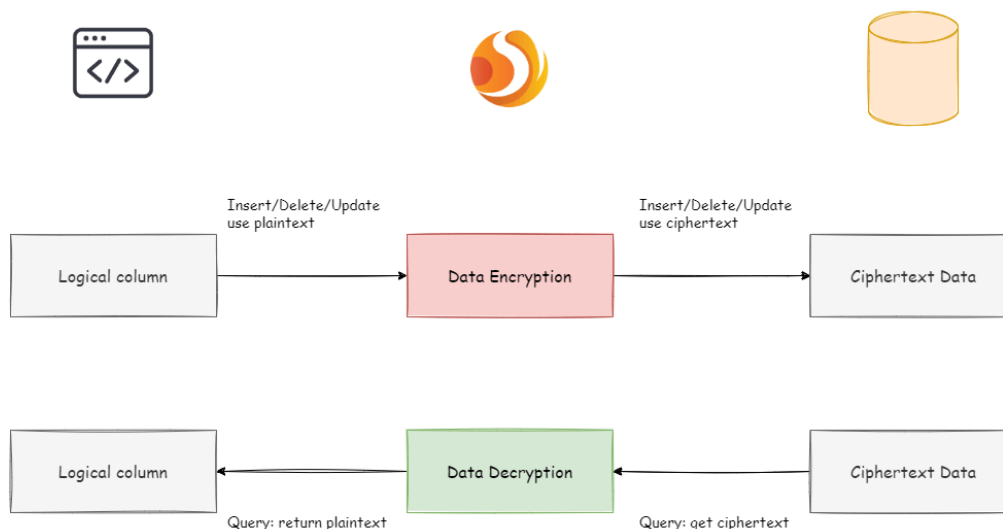 </>
Insert/Delete/Update
use plaintext
Insert/Delete/Update
use ciphertext
Logical column
Data Encryption
Ciphertext Data
Logical column
Data Decryption
Ciphertext Data
Query: return plaintext
Query: get ciphertext